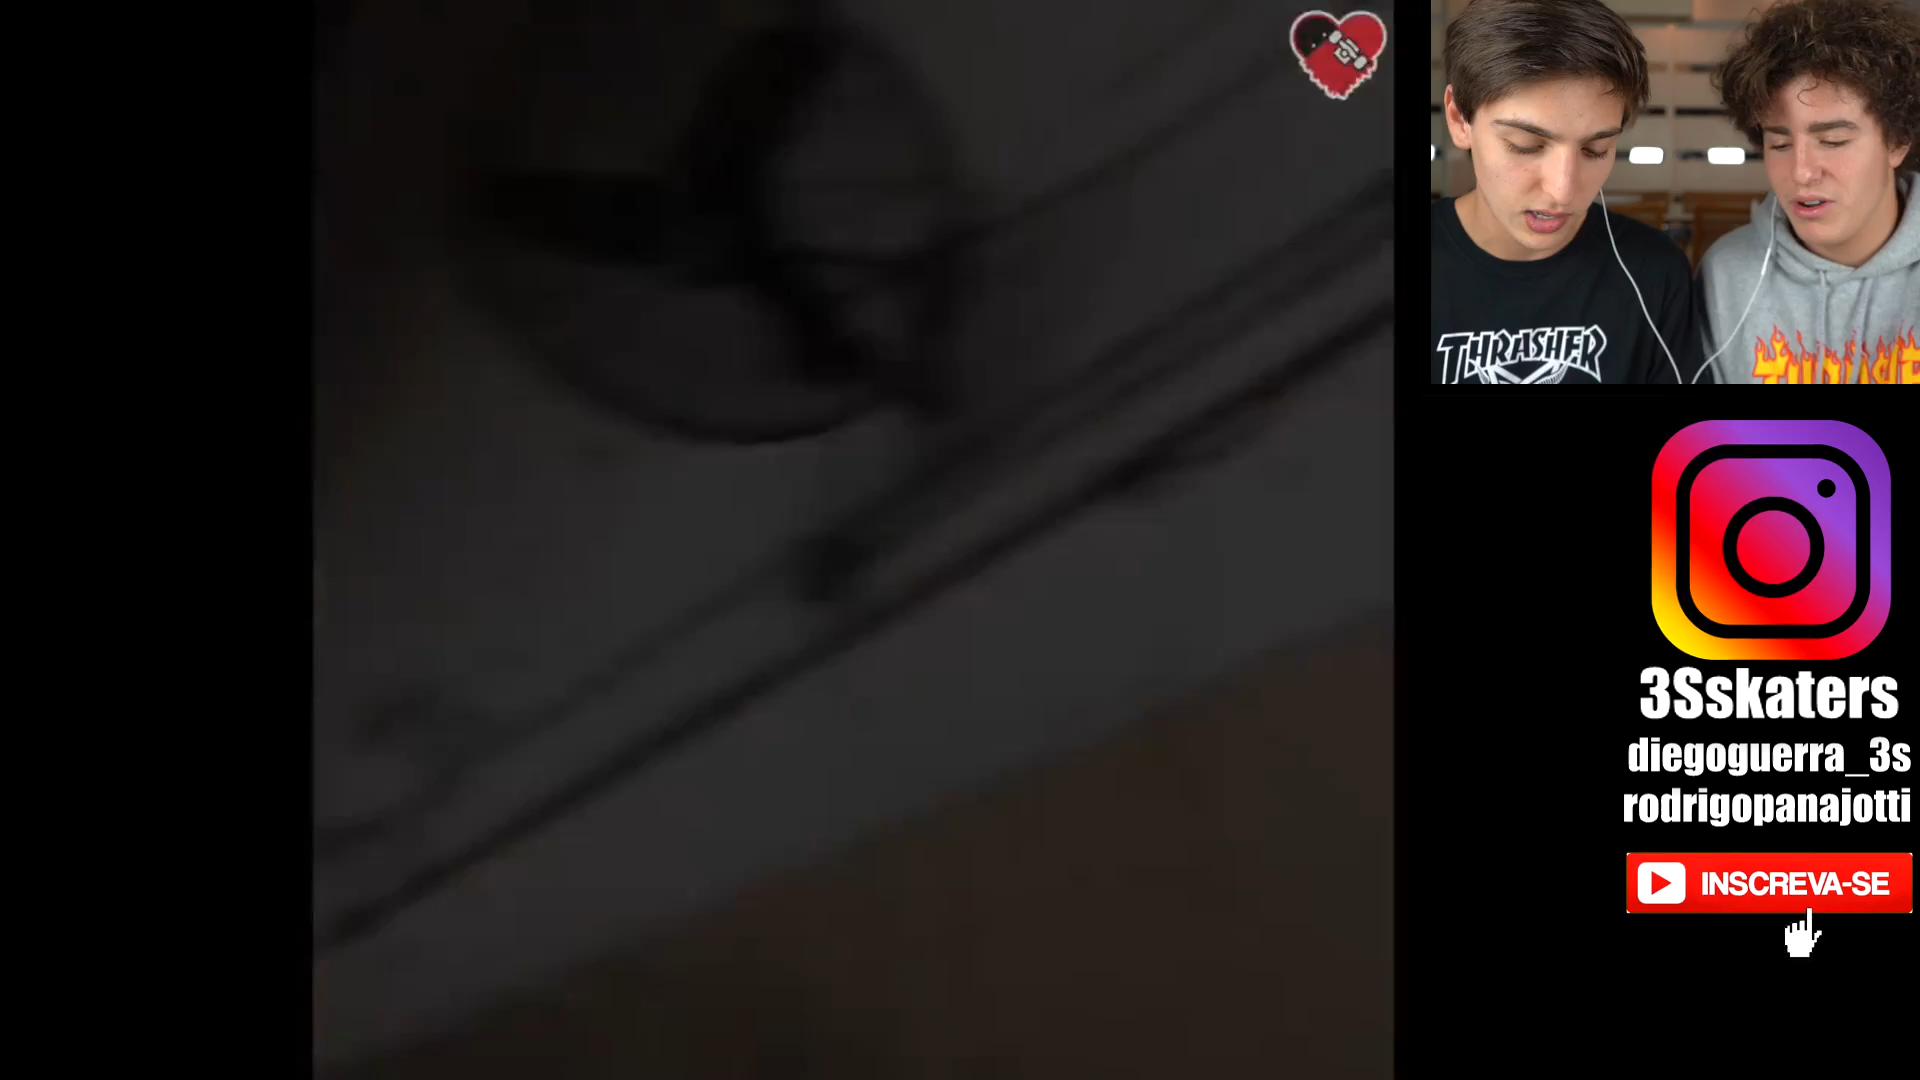 THRASHER
3Sskaters
diegoguerra_3s
rodrigopanajotti
INSCREVA-SE